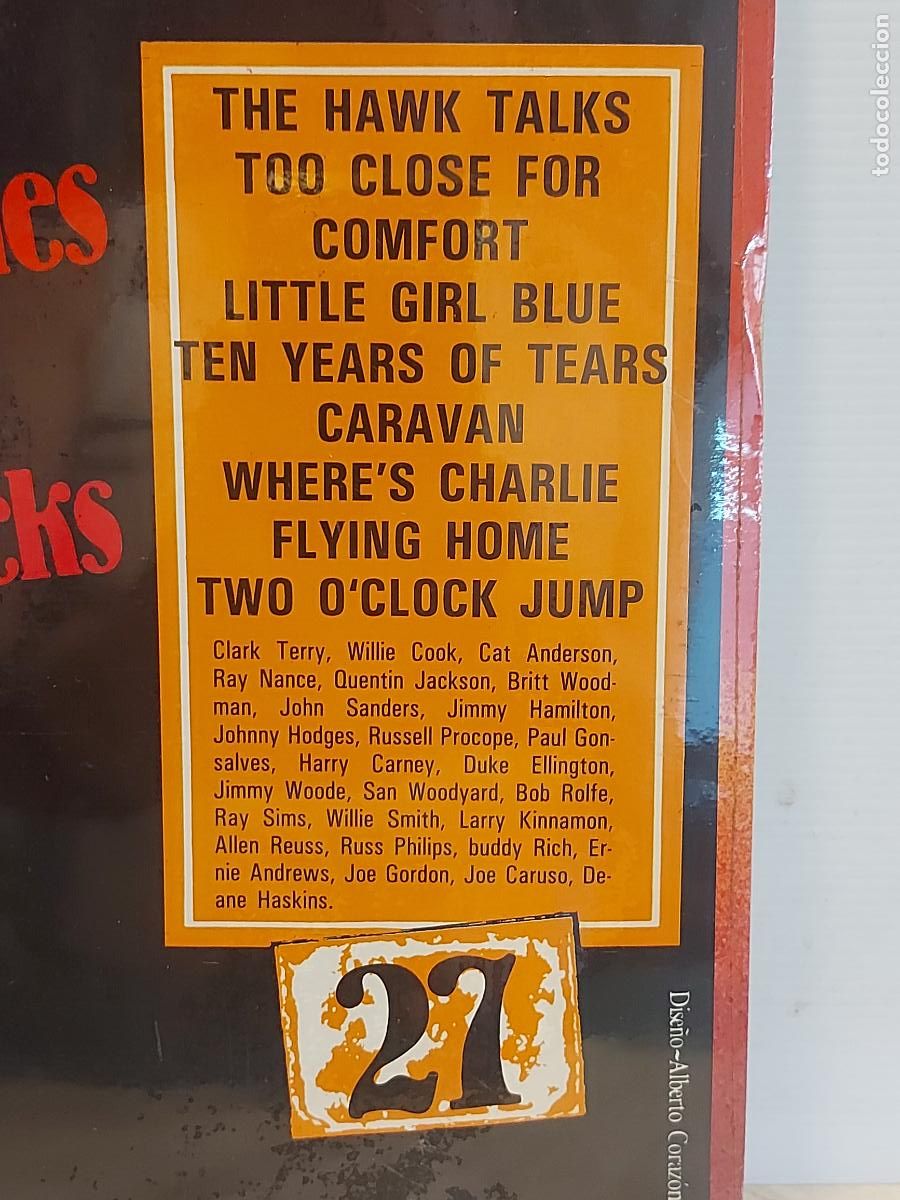 THE HAWK TALKS
TOO CLOSE FOR
COMFORT
LITTLE GIRL BLUE
TEN YEARS OF TEARS
CARAVAN
WHERE'S CHARLIE
FLYING HOME
TWO O'CLOCK JUMP
Clark Terry, Willie Cook, Cat Anderson,
Ray Nance, Quentin Jackson, Britt Wood-
man, John Sanders, Jimmy Hamilton,
Johnny Hodges, Russell Procope, Paul Gon-
salves, Harry Carney, Duke Ellington,
Jimmy Woode, San Woodyard, Bob Rolfe,
Ray Sims, Willie Smith, Larry Kinnamon,
Allen Reuss, Russ Philips, buddy Rich, Er-
nie Andrews, Joe Gordon, Joe Caruso, De-
ane Haskins.
27
Diseño~Alberto Corazón
todocoleccion